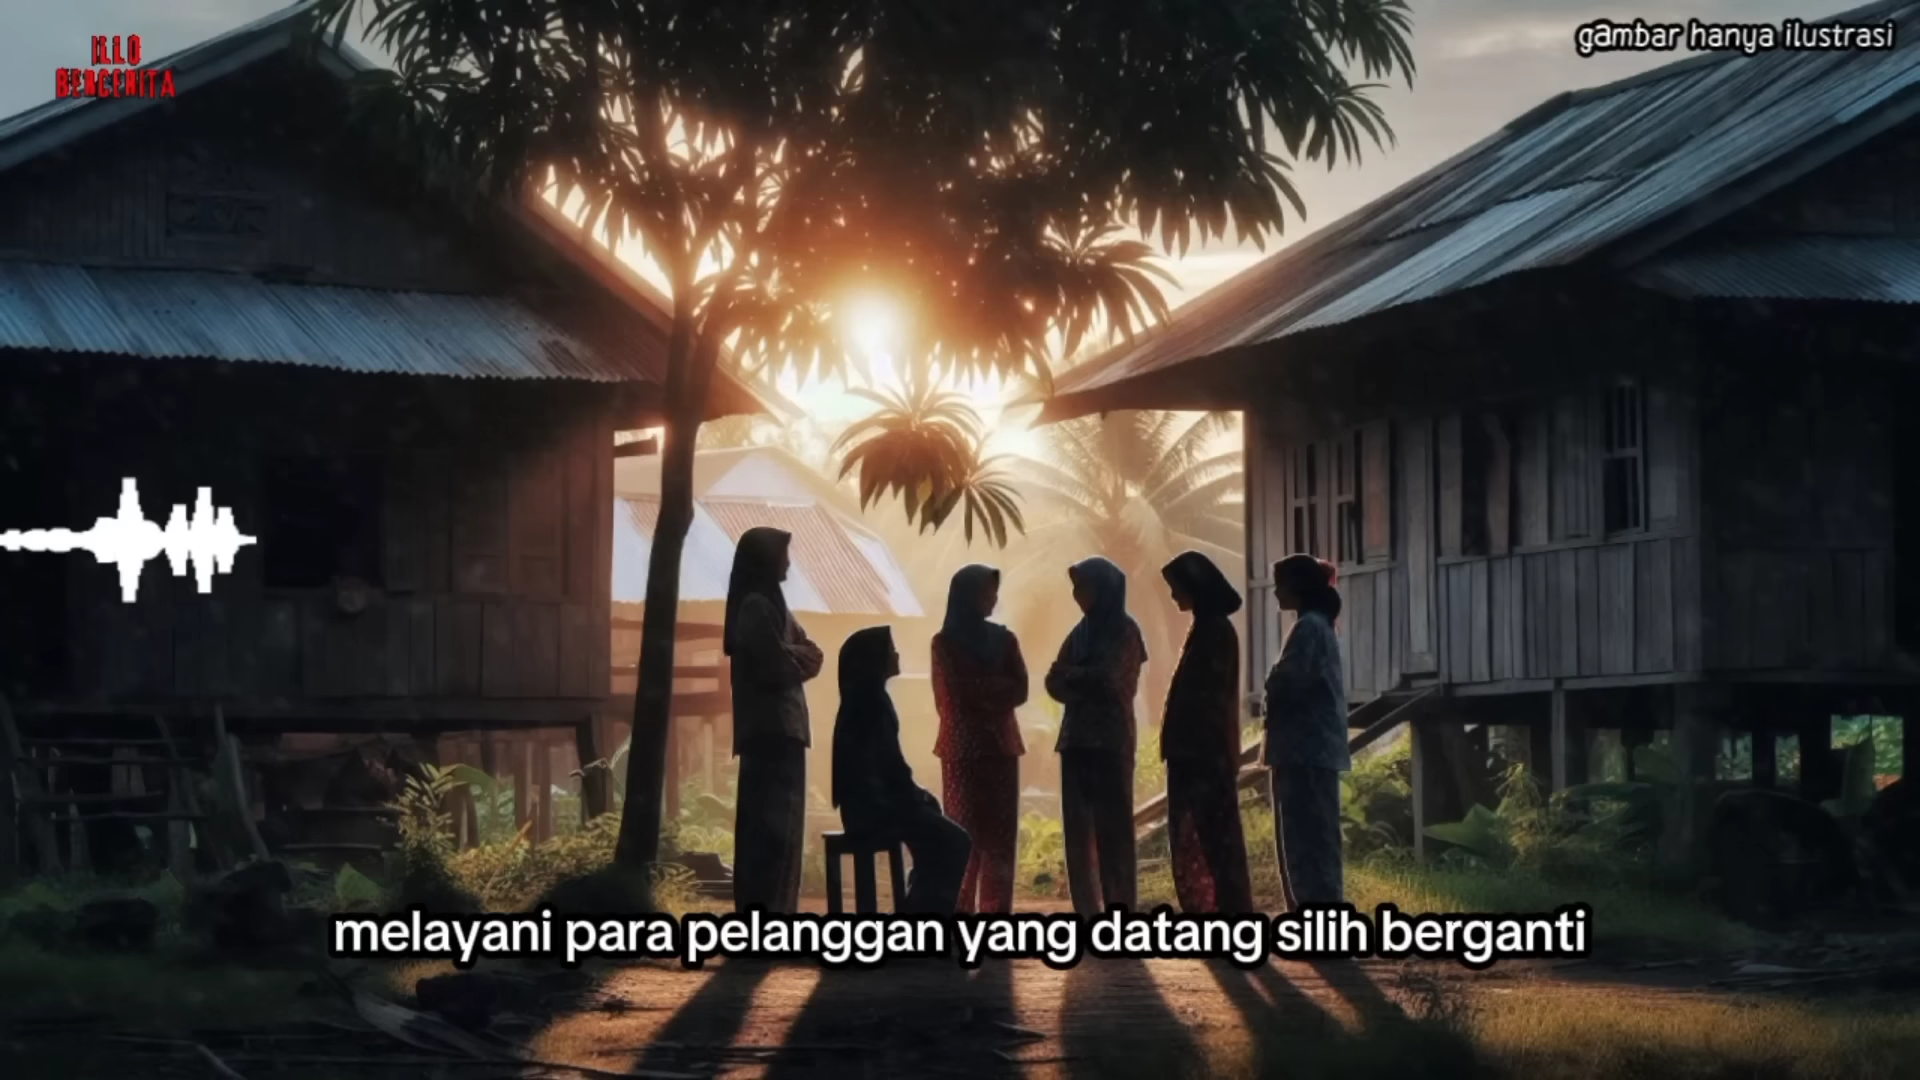 ILLO
BERCERITA
gambar hanya ilustrasi
melayani para pelanggan yang datang silih berganti